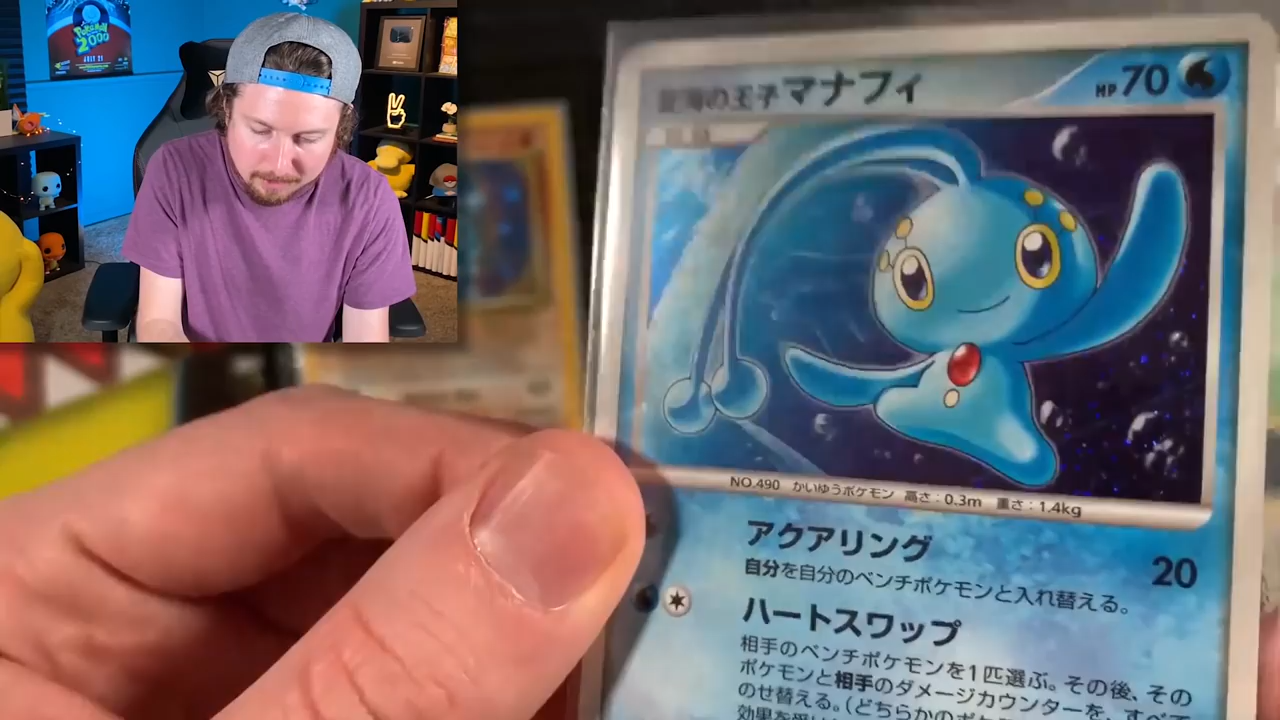 Pokémon
2000
JULY 21
蒼海の王子マナフィ
HP70
NO.490 かいゆうポケモン 高さ:0.3m 重さ:1.4kg
アクアリング 20
自分を自分のベンチポケモンと入れ替える。
ハートスワップ
相手のベンチポケモンを1匹選ぶ。その後、その
ポケモンと相手のダメージカウンターを、すべて
のせ替える。(どちらかのポケ